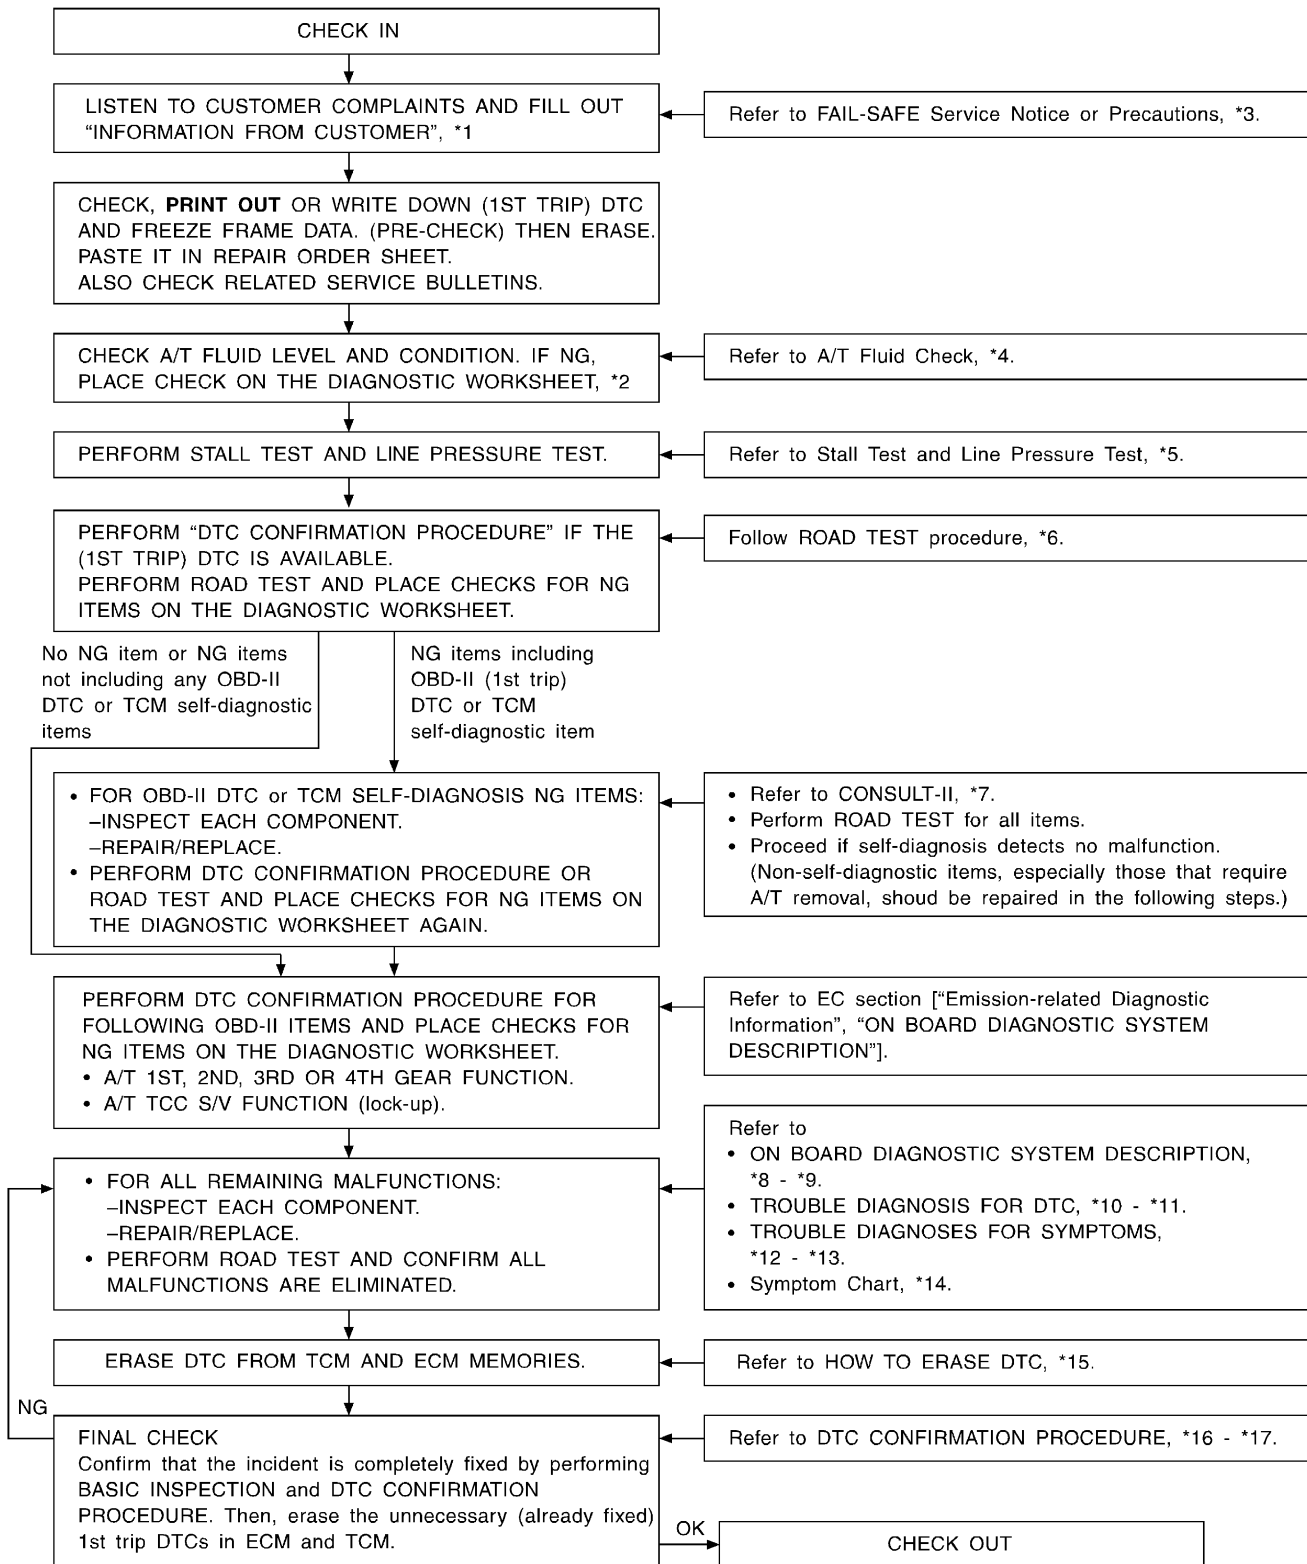 CHECK IN
LISTEN TO CUSTOMER COMPLAINTS AND FILL OUT
“INFORMATION FROM CUSTOMER”, *1
Refer to FAIL-SAFE Service Notice or Precautions, *3.
CHECK, PRINT OUT OR WRITE DOWN (1ST TRIP) DTC
AND FREEZE FRAME DATA. (PRE-CHECK) THEN ERASE.
PASTE IT IN REPAIR ORDER SHEET.
ALSO CHECK RELATED SERVICE BULLETINS.
CHECK A/T FLUID LEVEL AND CONDITION. IF NG,
PLACE CHECK ON THE DIAGNOSTIC WORKSHEET, *2
Refer to A/T Fluid Check, *4.
PERFORM STALL TEST AND LINE PRESSURE TEST.
Refer to Stall Test and Line Pressure Test, *5.
PERFORM “DTC CONFIRMATION PROCEDURE” IF THE
(1ST TRIP) DTC IS AVAILABLE.
PERFORM ROAD TEST AND PLACE CHECKS FOR NG
ITEMS ON THE DIAGNOSTIC WORKSHEET.
Follow ROAD TEST procedure, *6.
No NG item or NG items
not including any OBD-II
DTC or TCM self-diagnostic
items
NG items including
OBD-II (1st trip)
DTC or TCM
self-diagnostic item
• FOR OBD-II DTC or TCM SELF-DIAGNOSIS NG ITEMS:
–INSPECT EACH COMPONENT.
–REPAIR/REPLACE.
• PERFORM DTC CONFIRMATION PROCEDURE OR
ROAD TEST AND PLACE CHECKS FOR NG ITEMS ON
THE DIAGNOSTIC WORKSHEET AGAIN.
• Refer to CONSULT-II, *7.
• Perform ROAD TEST for all items.
• Proceed if self-diagnosis detects no malfunction.
(Non-self-diagnostic items, especially those that require
A/T removal, shoud be repaired in the following steps.)
PERFORM DTC CONFIRMATION PROCEDURE FOR
FOLLOWING OBD-II ITEMS AND PLACE CHECKS FOR
NG ITEMS ON THE DIAGNOSTIC WORKSHEET.
• A/T 1ST, 2ND, 3RD OR 4TH GEAR FUNCTION.
• A/T TCC S/V FUNCTION (lock-up).
Refer to EC section [“Emission-related Diagnostic
Information”, “ON BOARD DIAGNOSTIC SYSTEM
DESCRIPTION”].
• FOR ALL REMAINING MALFUNCTIONS:
–INSPECT EACH COMPONENT.
–REPAIR/REPLACE.
• PERFORM ROAD TEST AND CONFIRM ALL
MALFUNCTIONS ARE ELIMINATED.
Refer to
• ON BOARD DIAGNOSTIC SYSTEM DESCRIPTION,
*8 - *9.
• TROUBLE DIAGNOSIS FOR DTC, *10 - *11.
• TROUBLE DIAGNOSES FOR SYMPTOMS,
*12 - *13.
• Symptom Chart, *14.
ERASE DTC FROM TCM AND ECM MEMORIES.
Refer to HOW TO ERASE DTC, *15.
NG
FINAL CHECK
Confirm that the incident is completely fixed by performing
BASIC INSPECTION and DTC CONFIRMATION
PROCEDURE. Then, erase the unnecessary (already fixed)
1st trip DTCs in ECM and TCM.
Refer to DTC CONFIRMATION PROCEDURE, *16 - *17.
OK
CHECK OUT